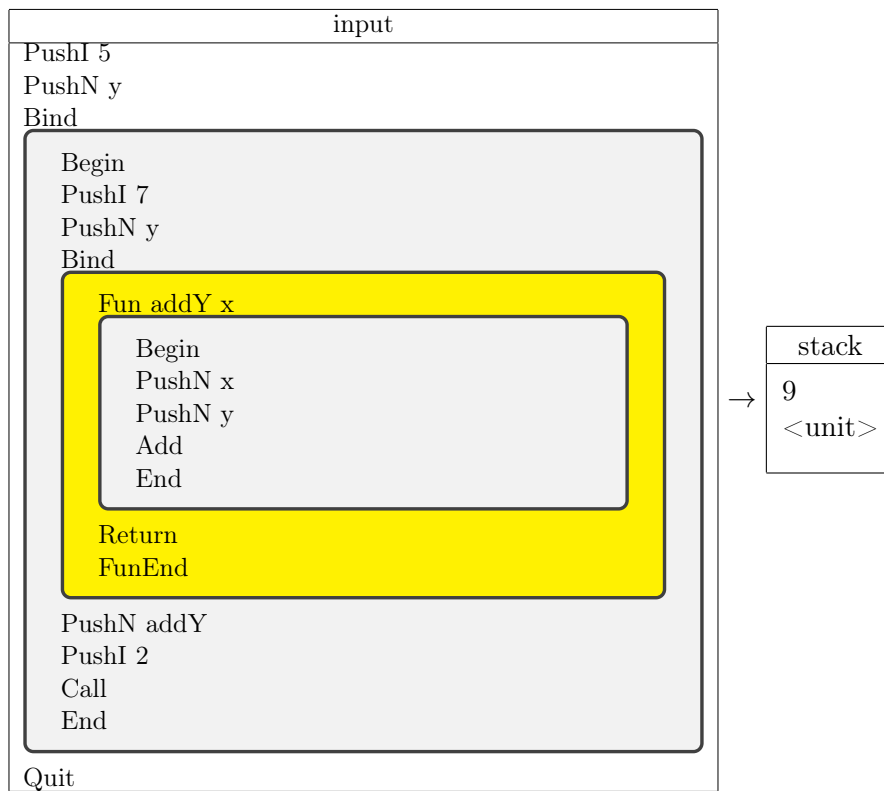 input
PushI 5
PushN y
Bind
Begin
PushI 7
PushN y
Bind
Fun addY x
Begin
PushN x
PushN y
Add
End
Return
FunEnd
PushN addY
PushI 2
Call
End
Quit
→
stack
9
<unit>